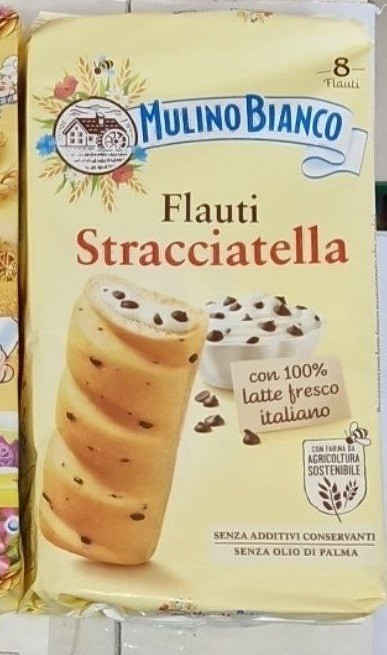 8
Flauti
MULINO BIANCO
Flauti
Stracciatella
con 100%
latte fresco
italiano
CON FARINA DA
AGRICOLTURA
SOSTENIBILE
SENZA ADDITIVI CONSERVANTI
SENZA OLIO DI PALMA